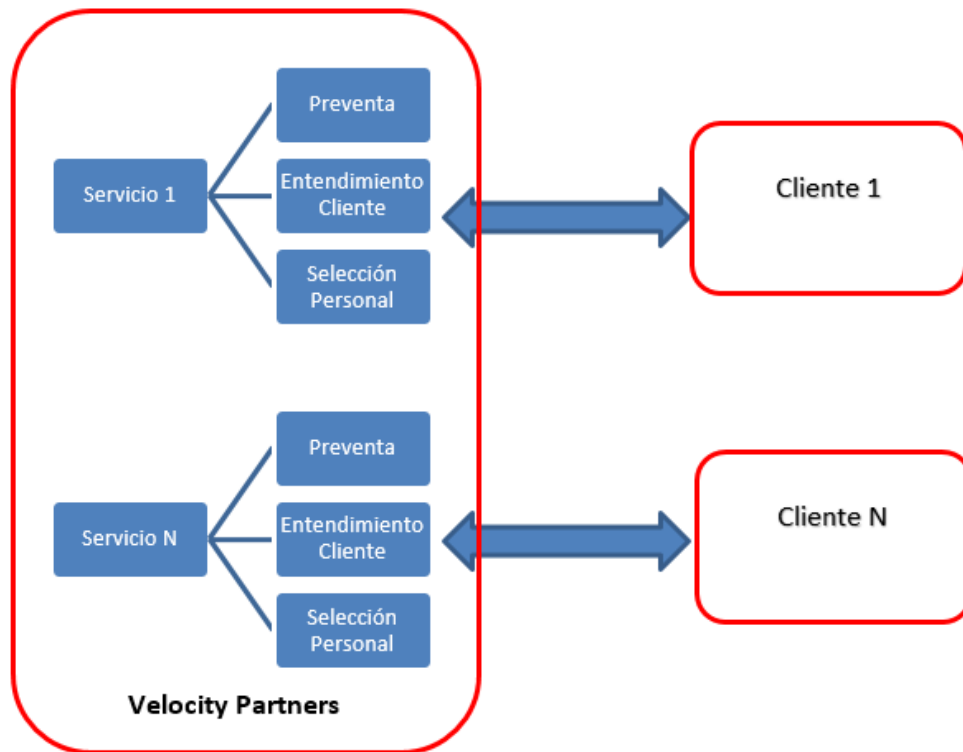 Preventa
Servicio 1
Entendimiento
Cliente
Selección
Personal
Cliente 1
Preventa
Servicio N
Entendimiento
Cliente
Selección
Personal
Cliente N
Velocity Partners